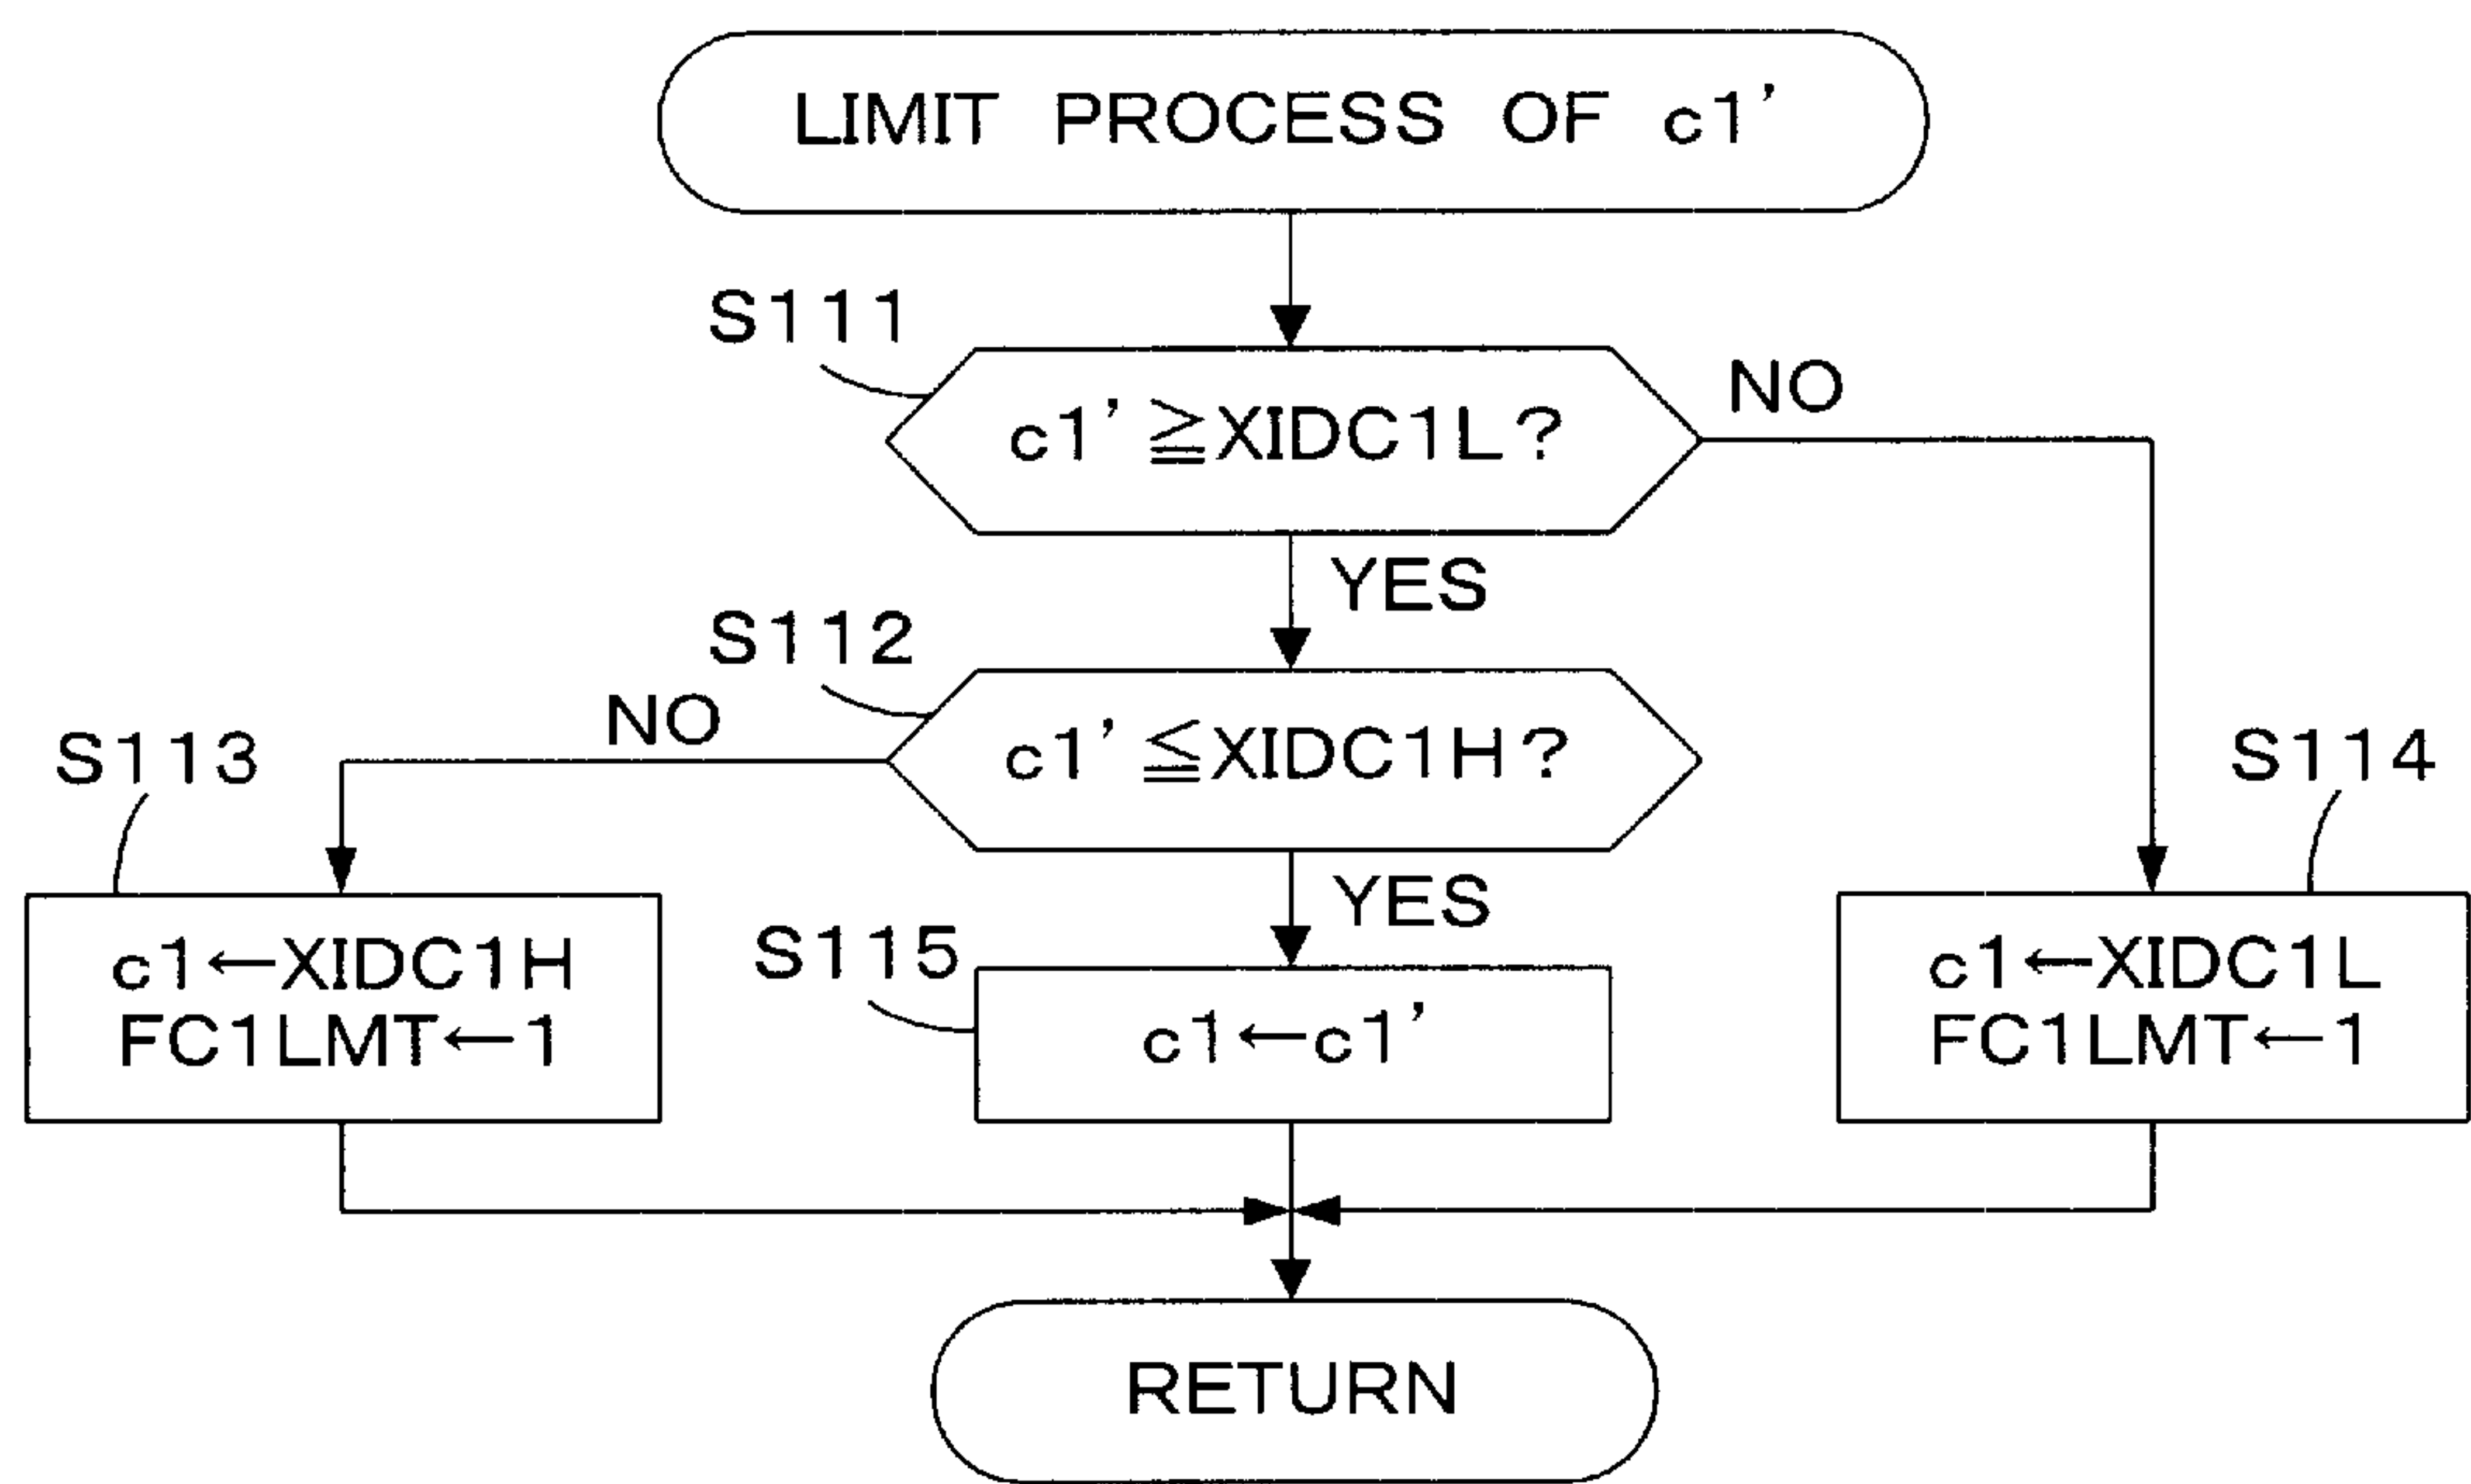 LIMIT PROCESS OF c1'
S111
c1'≧XIDC1L?
NO
YES
S112
c1'≦XIDC1H?
NO
YES
S113
c1←XIDC1H
FC1LMT←1
S115
c1←c1'
S114
c1←XIDC1L
FC1LMT←1
RETURN